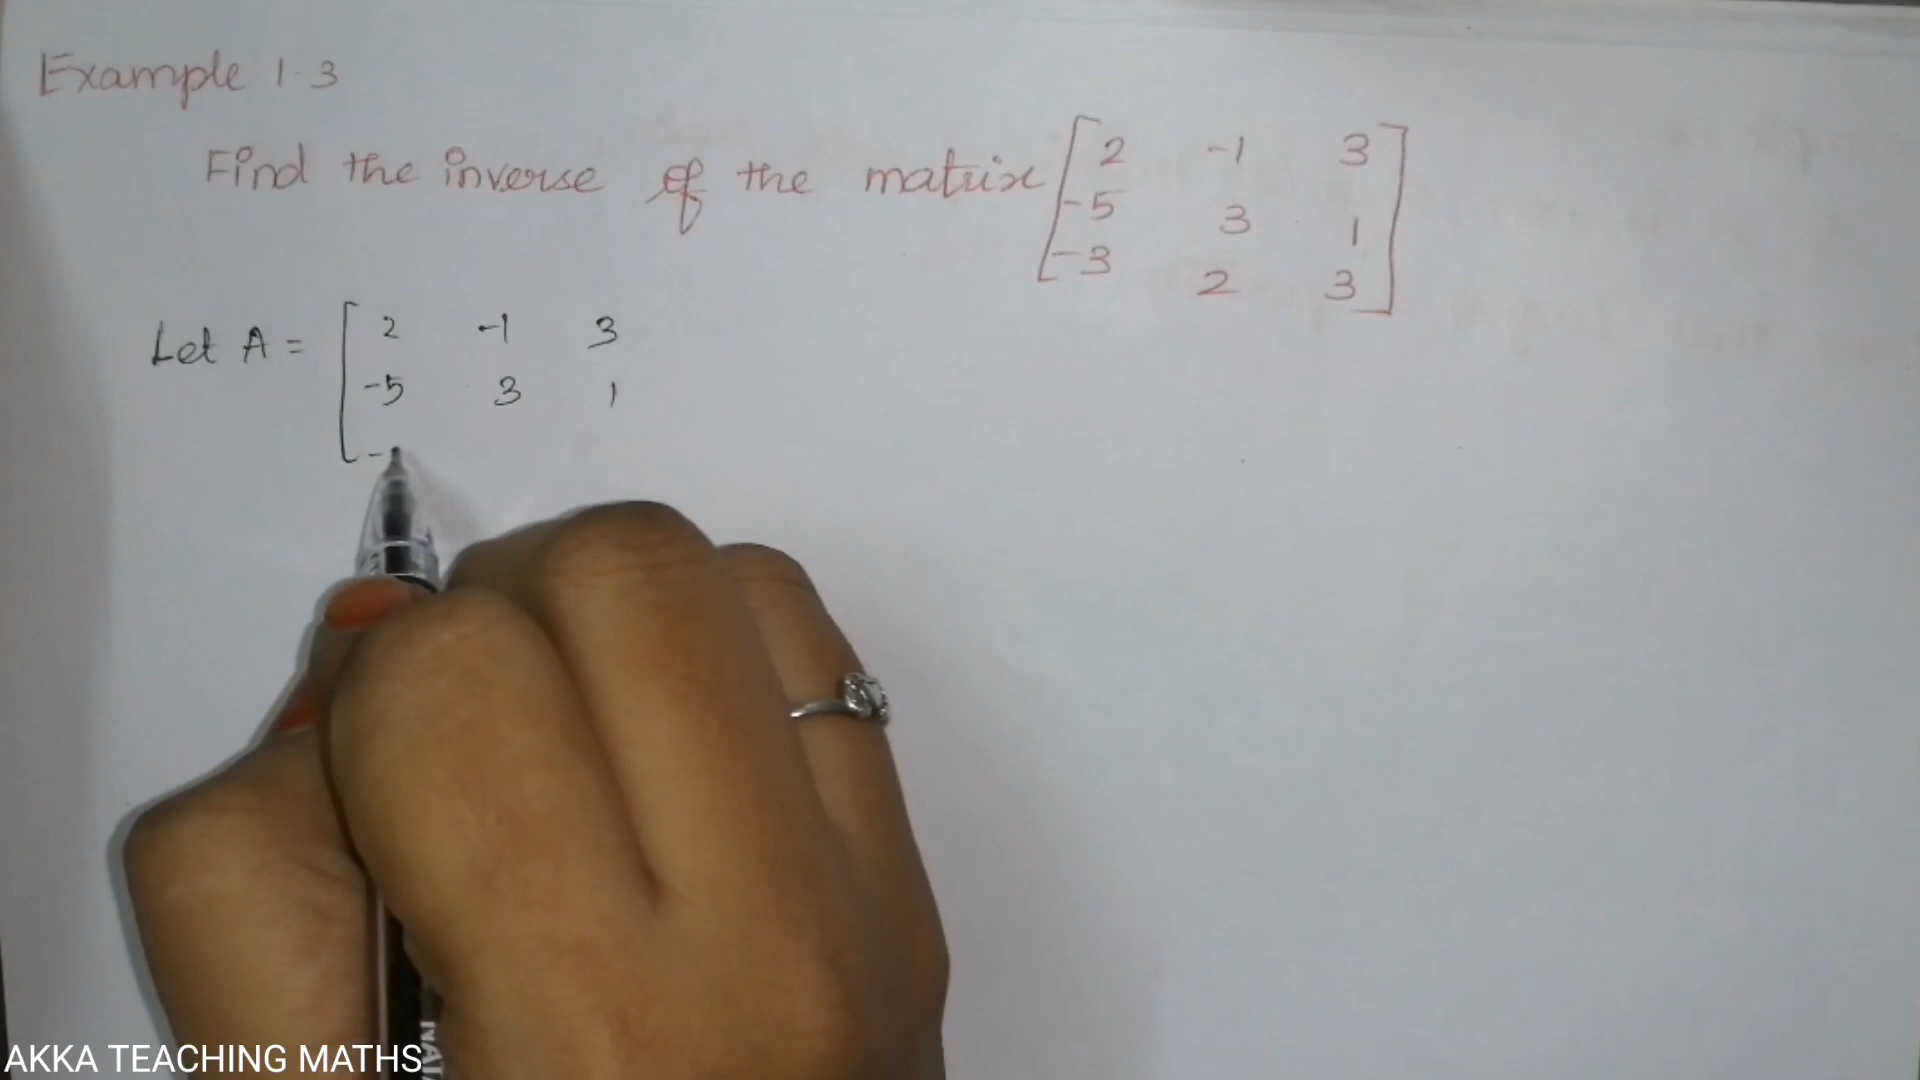 Example 1.3
Find the inverse of the matrix [ 2 -1 3
-5 3 1
-3 2 3 ]
Let A = [ 2 -1 3
-5 3 1
-
AKKA TEACHING MATHS